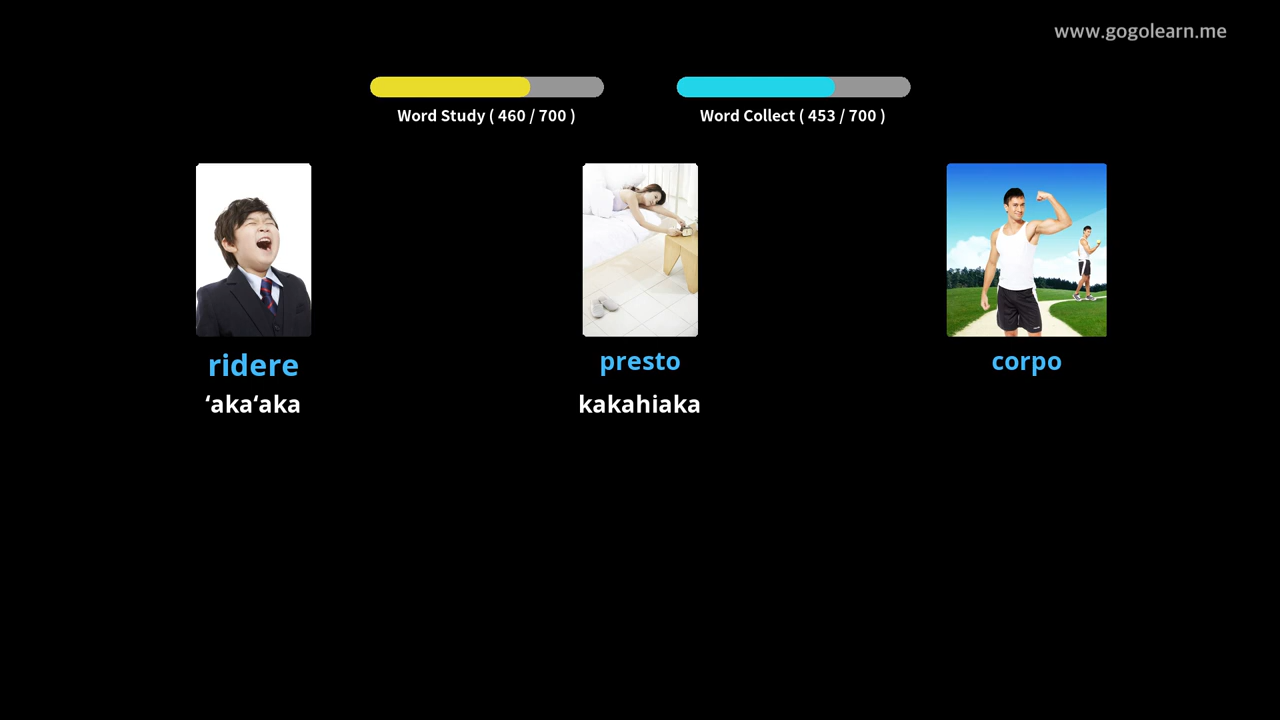 www.gogolearn.me
Word Study ( 460 / 700 )
Word Collect ( 453 / 700 )
ridere
presto
corpo
ʻakaʻaka
kakahiaka